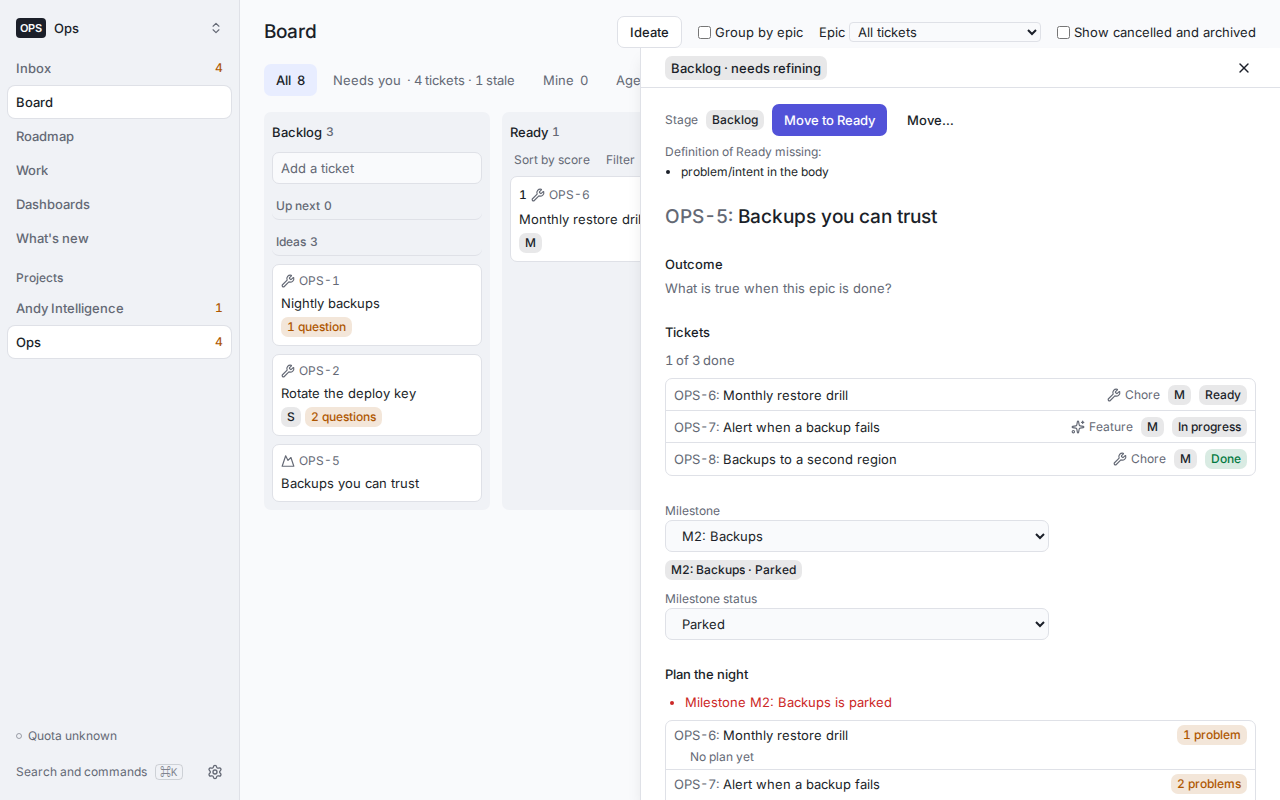 OPS Ops
Inbox 4
Board
Roadmap
Work
Dashboards
What's new
Projects
Andy Intelligence 1
Ops 4
Quota unknown
Search and commands ⌘K
Board
Ideate
Group by epic
Epic All tickets
Show cancelled and archived
All 8
Needs you · 4 tickets · 1 stale
Mine 0
Age
Backlog 3
Add a ticket
Up next 0
Ideas 3
OPS-1
Nightly backups
1 question
OPS-2
Rotate the deploy key
S 2 questions
OPS-5
Backups you can trust
Ready 1
Sort by score Filter
1 OPS-6
Monthly restore dril
M
Backlog · needs refining
Stage Backlog Move to Ready Move...
Definition of Ready missing:
• problem/intent in the body
OPS-5: Backups you can trust
Outcome
What is true when this epic is done?
Tickets
1 of 3 done
OPS-6: Monthly restore drill Chore M Ready
OPS-7: Alert when a backup fails Feature M In progress
OPS-8: Backups to a second region Chore M Done
Milestone
M2: Backups
M2: Backups · Parked
Milestone status
Parked
Plan the night
• Milestone M2: Backups is parked
OPS-6: Monthly restore drill 1 problem
No plan yet
OPS-7: Alert when a backup fails 2 problems